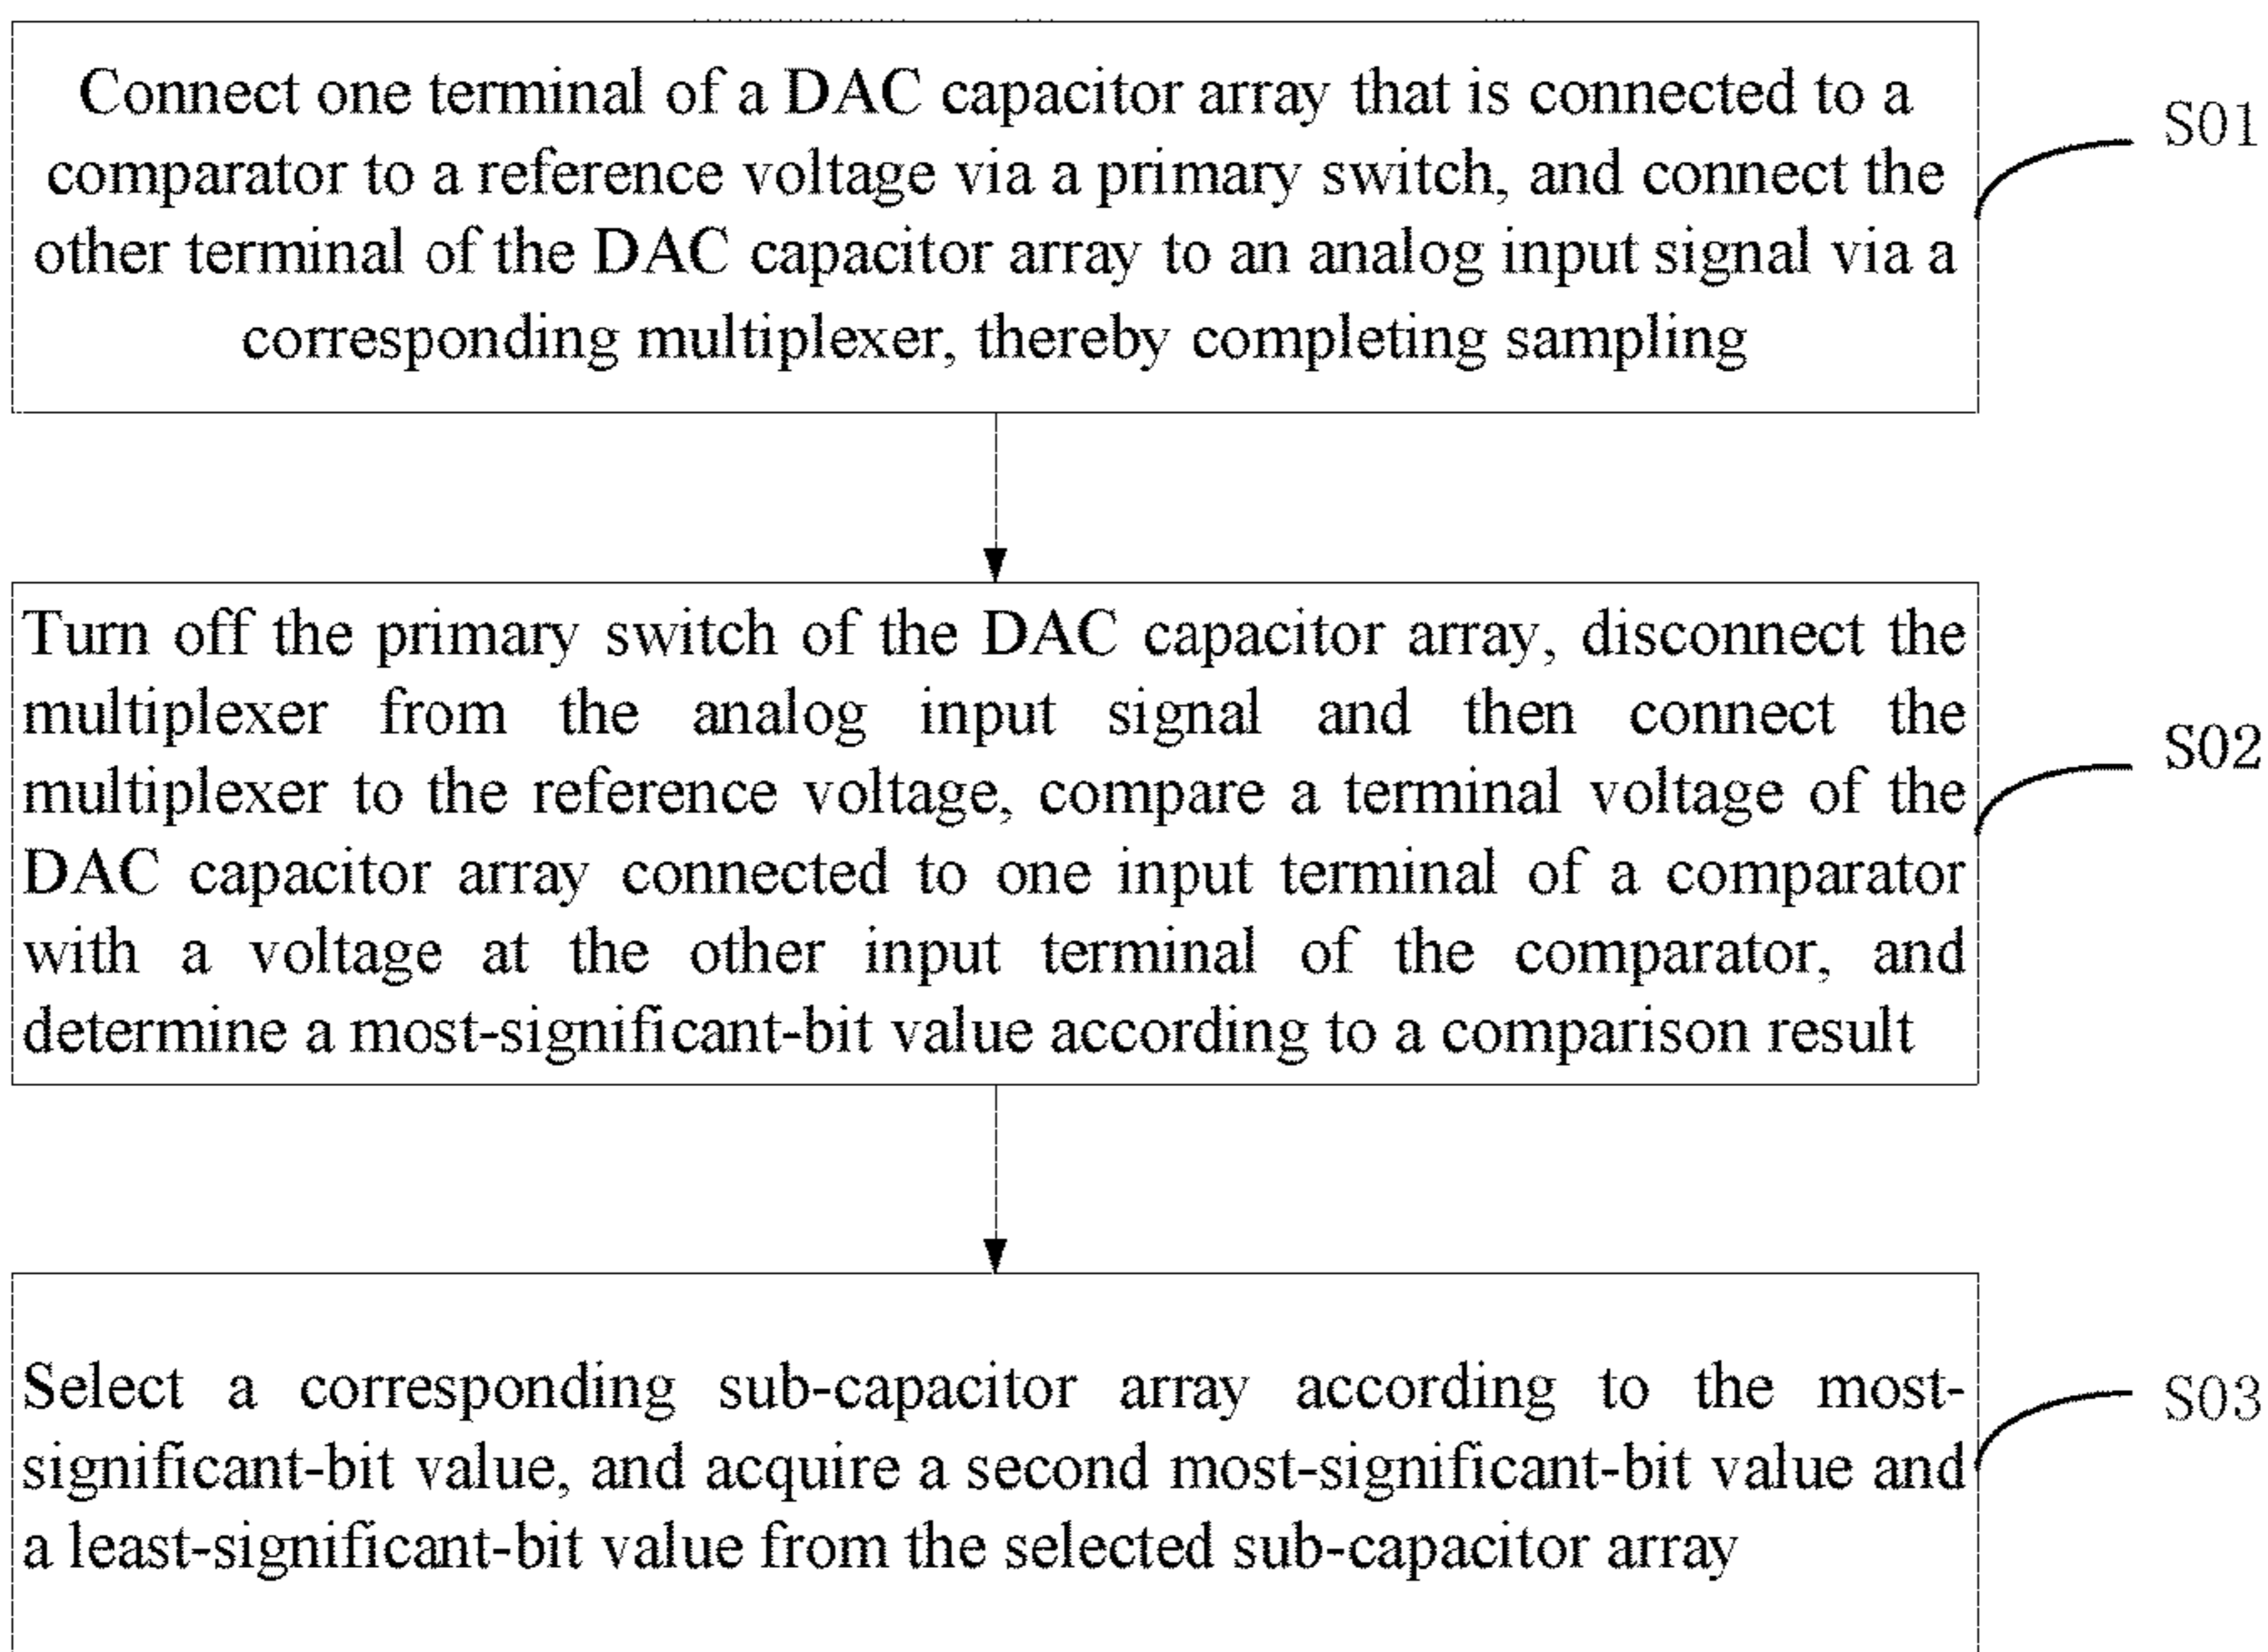 Connect one terminal of a DAC capacitor array that is connected to a
comparator to a reference voltage via a primary switch, and connect the
other terminal of the DAC capacitor array to an analog input signal via a
corresponding multiplexer, thereby completing sampling
S01
Turn off the primary switch of the DAC capacitor array, disconnect the
multiplexer from the analog input signal and then connect the
multiplexer to the reference voltage, compare a terminal voltage of the
DAC capacitor array connected to one input terminal of a comparator
with a voltage at the other input terminal of the comparator, and
determine a most-significant-bit value according to a comparison result
S02
Select a corresponding sub-capacitor array according to the most-
significant-bit value, and acquire a second most-significant-bit value and
a least-significant-bit value from the selected sub-capacitor array
S03